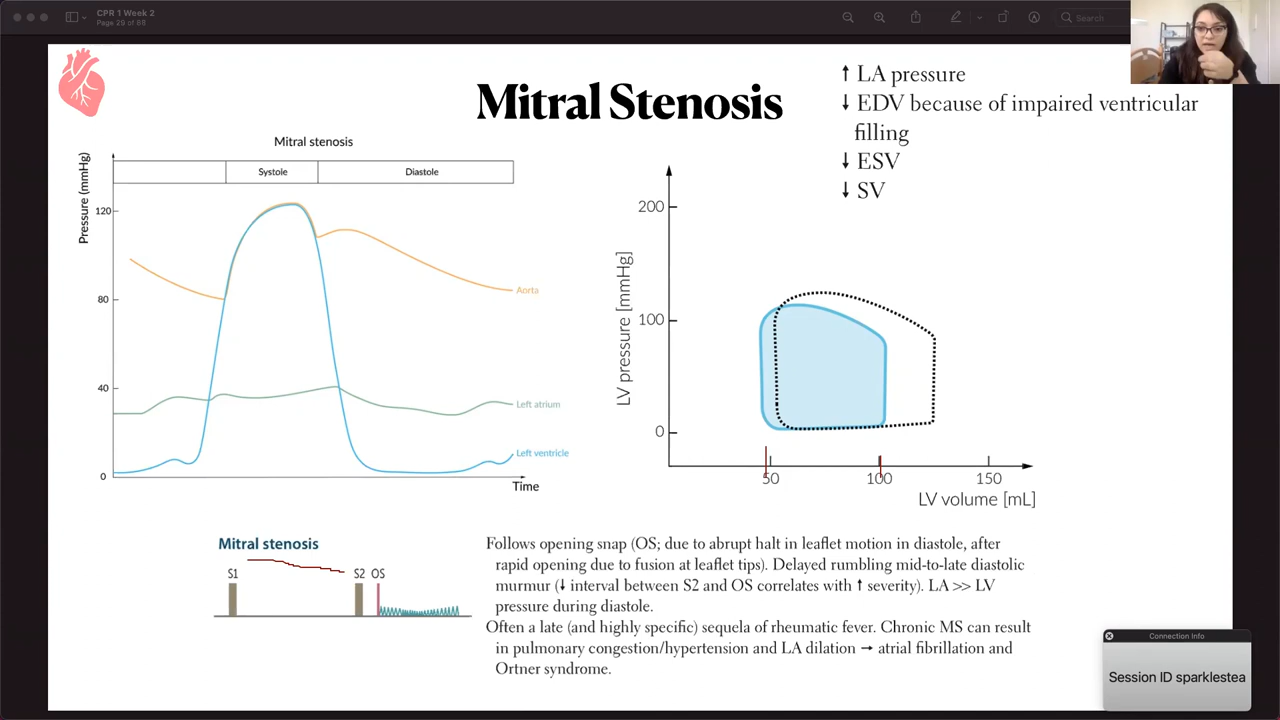 CPR 1 Week 2
Page 29 of 88
Search
Mitral Stenosis
↑ LA pressure
↓ EDV because of impaired ventricular
filling
↓ ESV
↓ SV
Mitral stenosis
Systole
Diastole
Pressure (mmHg)
120
80
40
0
Aorta
Left atrium
Left ventricle
Time
LV pressure [mmHg]
200
100
0
50
100
150
LV volume [mL]
Mitral stenosis
S1
S2
OS
Follows opening snap (OS; due to abrupt halt in leaflet motion in diastole, after
rapid opening due to fusion at leaflet tips). Delayed rumbling mid-to-late diastolic
murmur (↓ interval between S2 and OS correlates with ↑ severity). LA >> LV
pressure during diastole.
Often a late (and highly specific) sequela of rheumatic fever. Chronic MS can result
in pulmonary congestion/hypertension and LA dilation → atrial fibrillation and
Ortner syndrome.
Connection Info
Session ID sparklestea